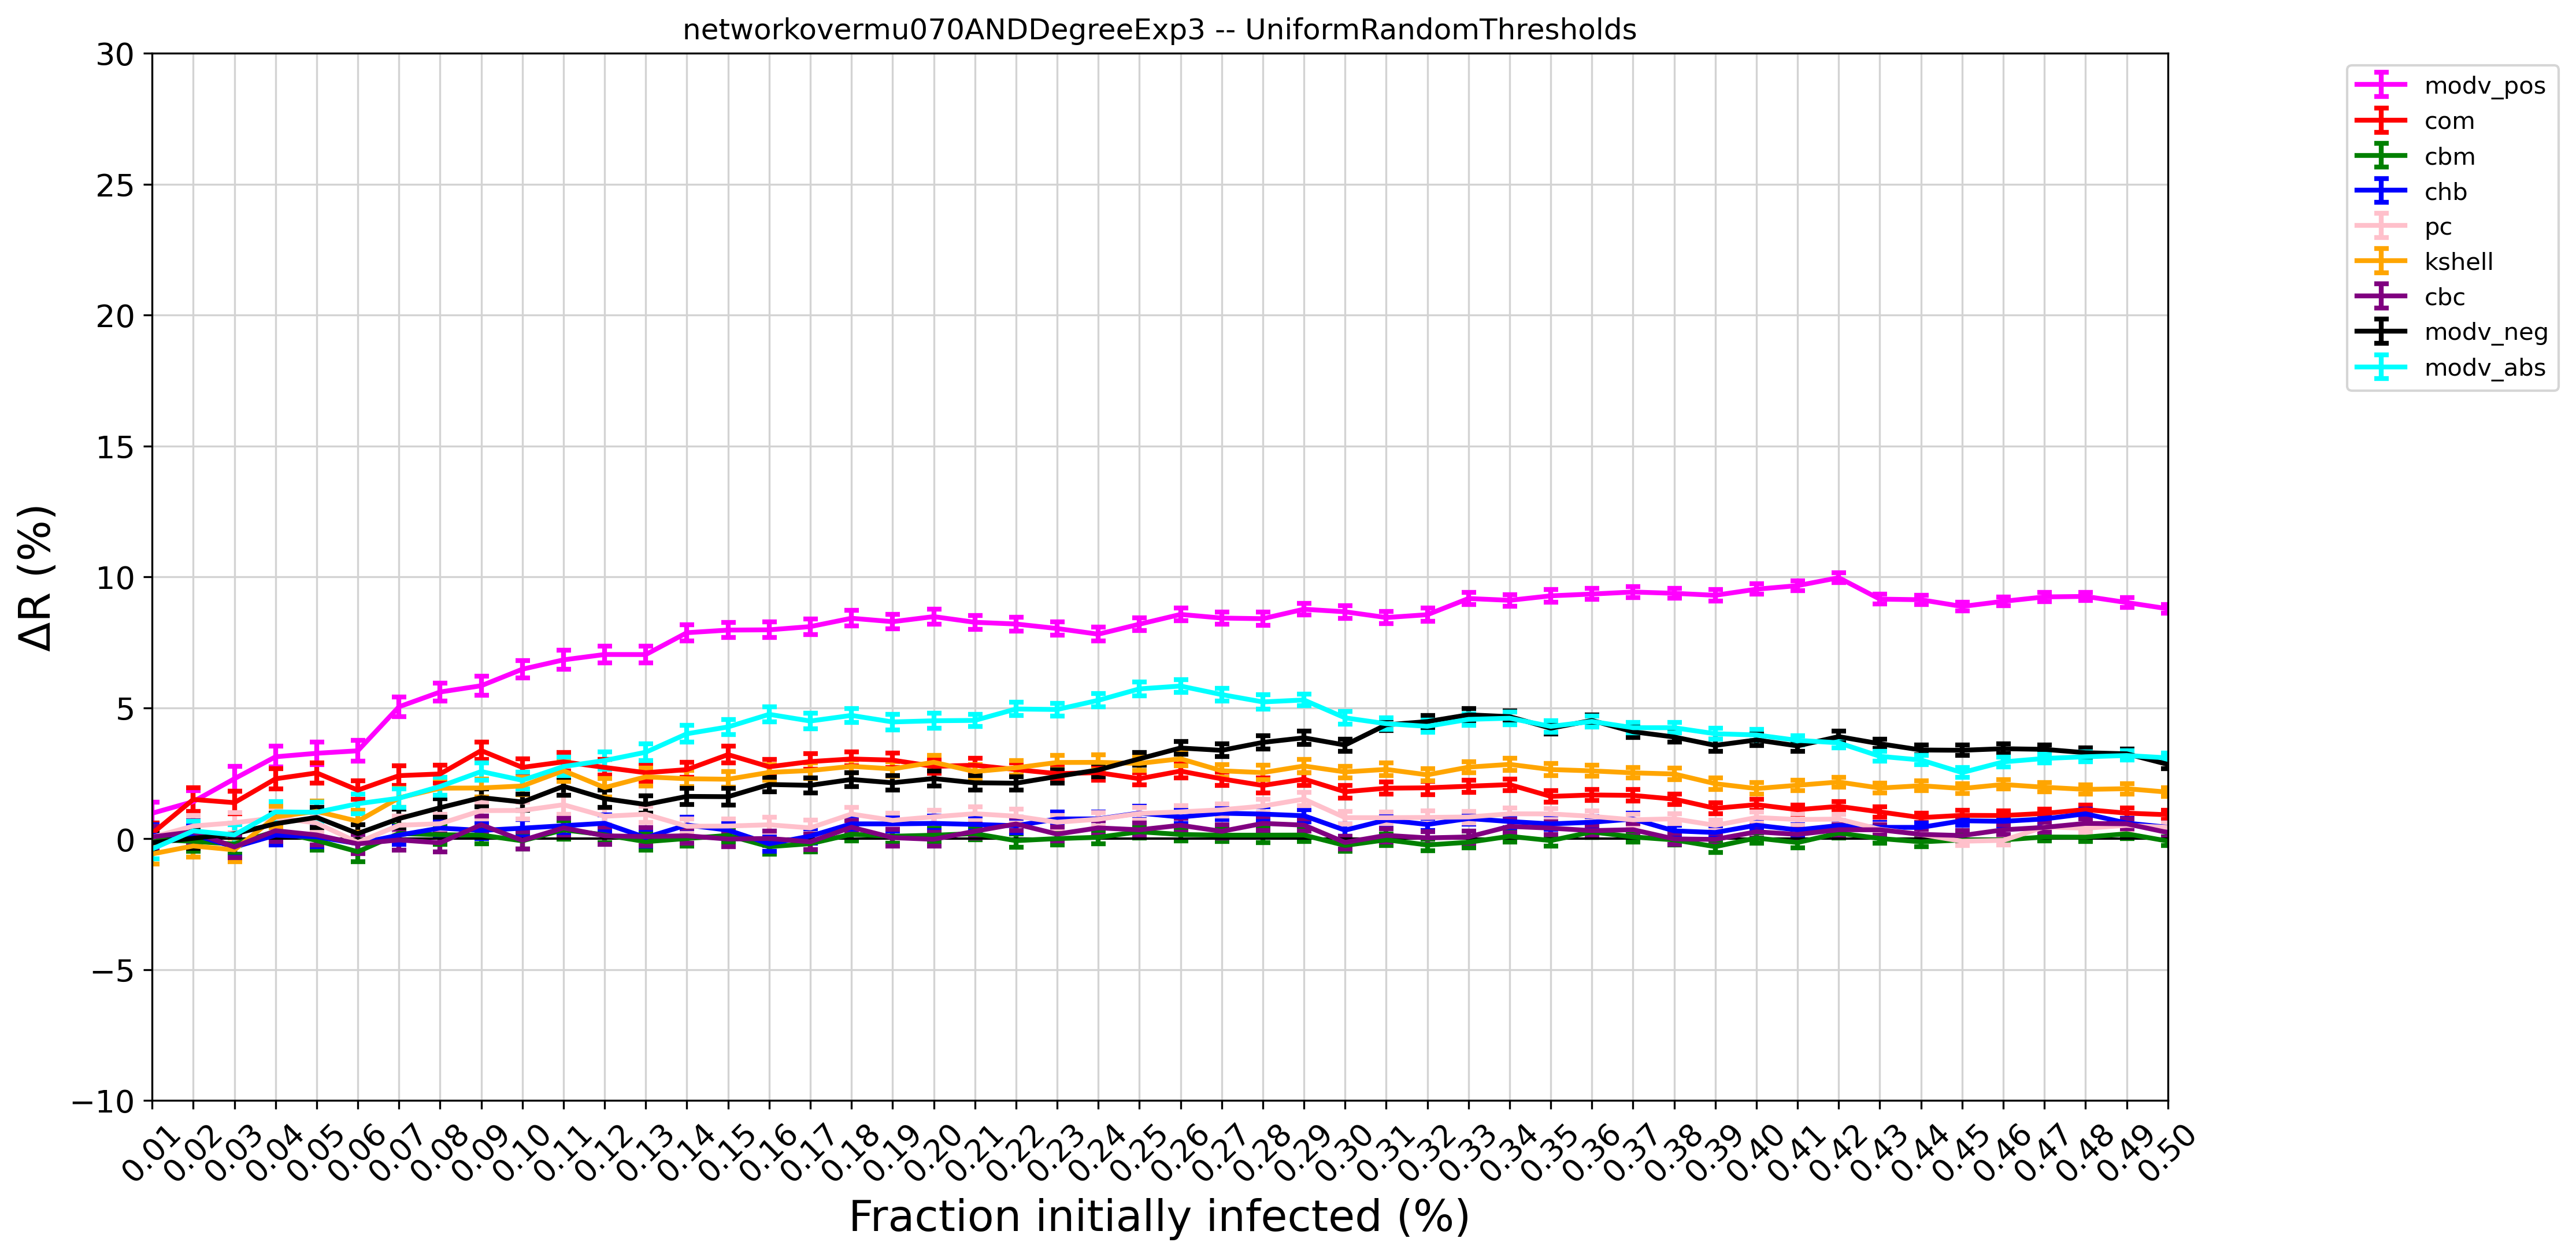 networkovermu070ANDDegreeExp3 -- UniformRandomThresholds
30
25
20
15
10
5
0
−5
−10
ΔR (%)
0.01 0.02 0.03 0.04 0.05 0.06 0.07 0.08 0.09 0.10 0.11 0.12 0.13 0.14 0.15 0.16 0.17 0.18 0.19 0.20 0.21 0.22 0.23 0.24 0.25 0.26 0.27 0.28 0.29 0.30 0.31 0.32 0.33 0.34 0.35 0.36 0.37 0.38 0.39 0.40 0.41 0.42 0.43 0.44 0.45 0.46 0.47 0.48 0.49 0.50
Fraction initially infected (%)
modv_pos
com
cbm
chb
pc
kshell
cbc
modv_neg
modv_abs